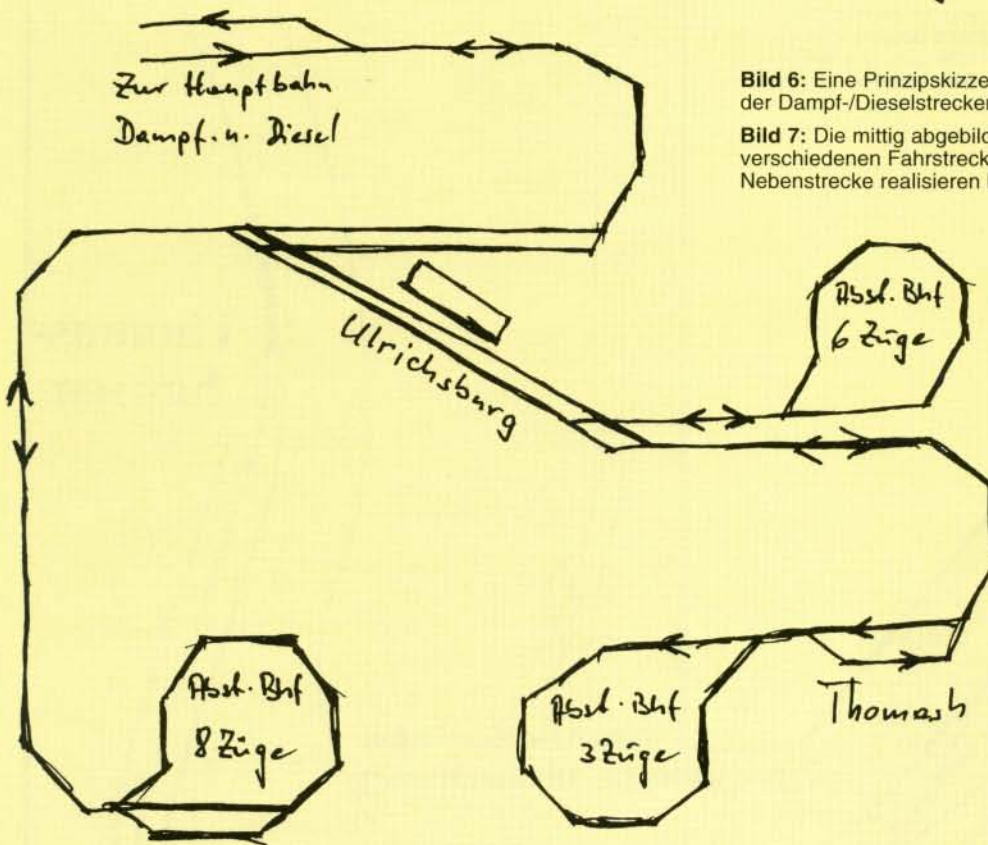 Zur Hauptbahn
Dampf- u. Diesel
Bild 6: Eine Prinzipskizze
der Dampf-/Dieselstrecken
Bild 7: Die mittig abgebild
verschiedenen Fahrstreck
Nebenstrecke realisieren
Abst. Bhf
6 Züge
Ulrichsburg
Abst. Bhf
8 Züge
Abst. Bhf
3 Züge
Thomash